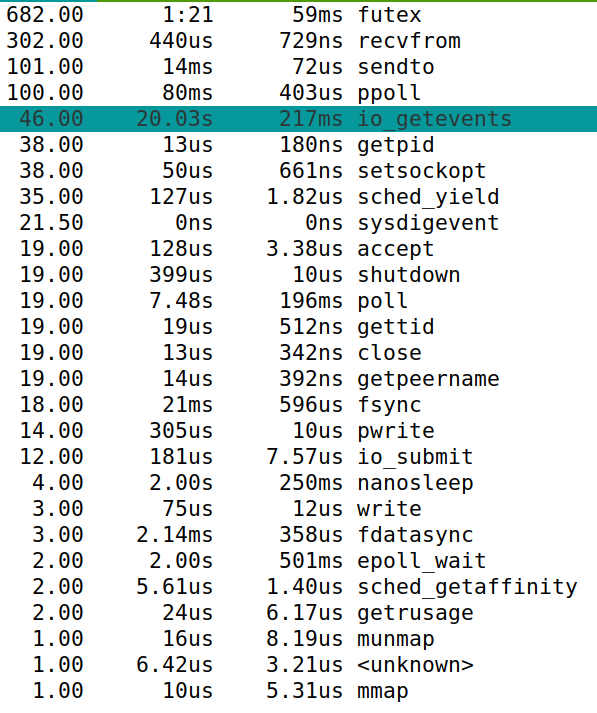 682.00 1:21 59ms futex
302.00 440us 729ns recvfrom
101.00 14ms 72us sendto
100.00 80ms 403us ppoll
46.00 20.03s 217ms io_getevents
38.00 13us 180ns getpid
38.00 50us 661ns setsockopt
35.00 127us 1.82us sched_yield
21.50 0ns 0ns sysdigevent
19.00 128us 3.38us accept
19.00 399us 10us shutdown
19.00 7.48s 196ms poll
19.00 19us 512ns gettid
19.00 13us 342ns close
19.00 14us 392ns getpeername
18.00 21ms 596us fsync
14.00 305us 10us pwrite
12.00 181us 7.57us io_submit
4.00 2.00s 250ms nanosleep
3.00 75us 12us write
3.00 2.14ms 358us fdatasync
2.00 2.00s 501ms epoll_wait
2.00 5.61us 1.40us sched_getaffinity
2.00 24us 6.17us getrusage
1.00 16us 8.19us munmap
1.00 6.42us 3.21us <unknown>
1.00 10us 5.31us mmap